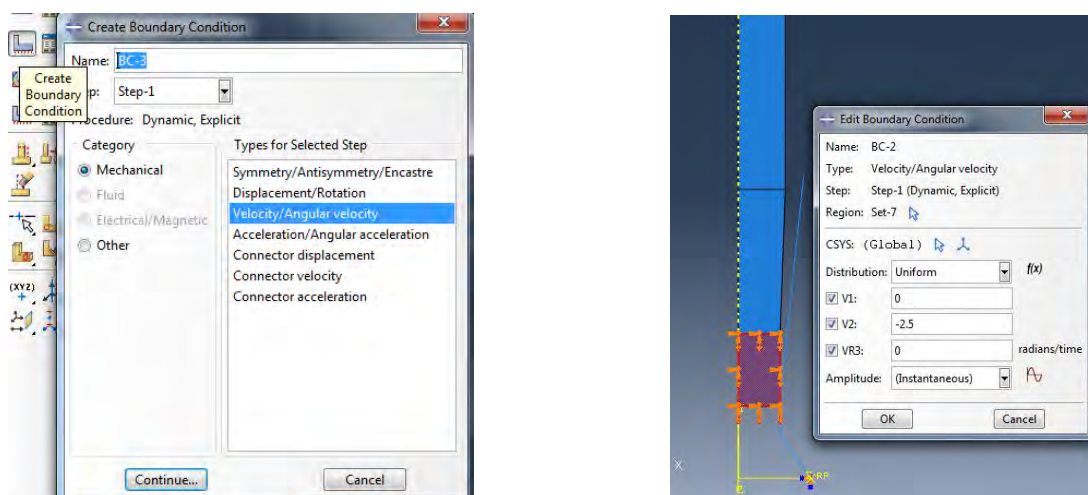 Create Boundary Condition
Name: BC-3
Create
Boundary
Condition
ep: Step-1
Procedure: Dynamic, Explicit
Category
Types for Selected Step
Mechanical
Fluid
Electrical/Magnetic
Other
Symmetry/Antisymmetry/Encastre
Displacement/Rotation
Velocity/Angular velocity
Acceleration/Angular acceleration
Connector displacement
Connector velocity
Connector acceleration
Continue...
Cancel
(XYZ)
Edit Boundary Condition
Name: BC-2
Type: Velocity/Angular velocity
Step: Step-1 (Dynamic, Explicit)
Region: Set-7
CSYS: (Global)
Distribution: Uniform f(x)
V1: 0
V2: -2.5
VR3: 0 radians/time
Amplitude: (Instantaneous)
OK
Cancel
X
RP